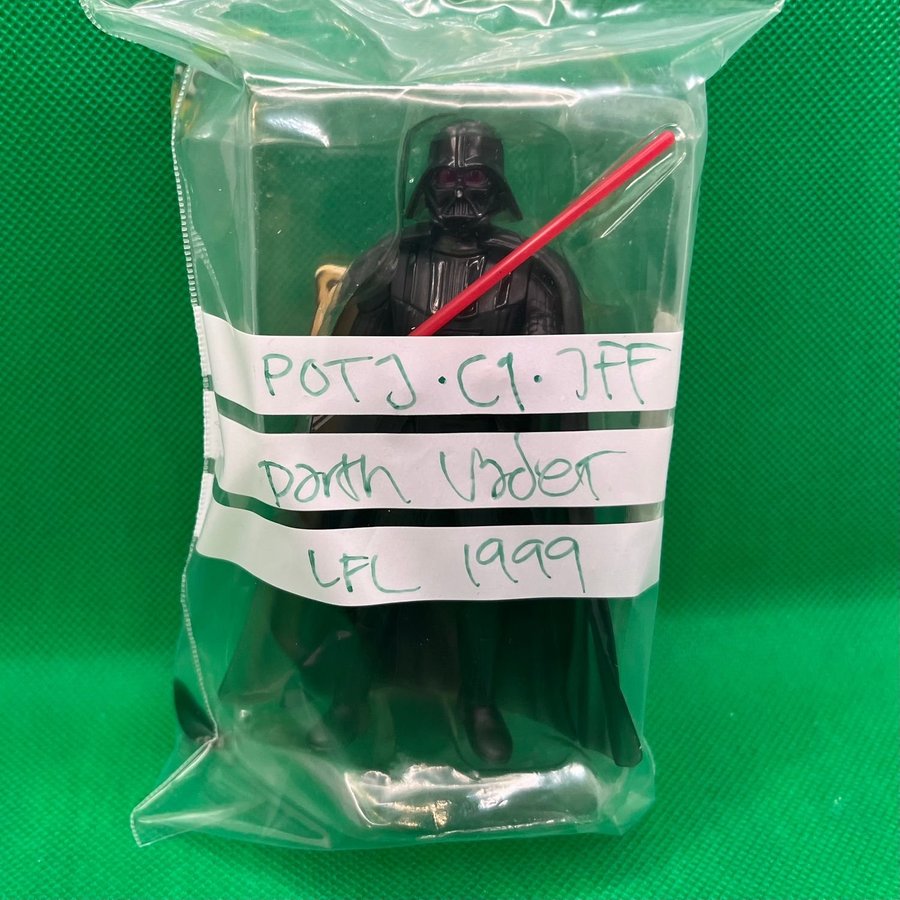 POTJ · C1 · JFF
Darth Vader
LFL 1999